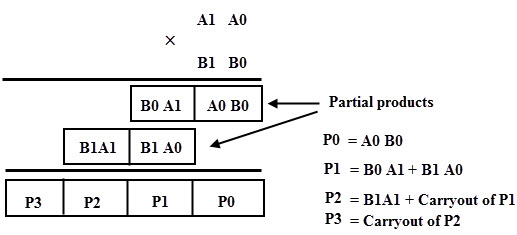 A1 A0
×
B1 B0
B0 A1 A0 B0
Partial products
B1A1 B1 A0
P0 = A0 B0
P1 = B0 A1 + B1 A0
P2 = B1A1 + Carryout of P1
P3 = Carryout of P2
P3 P2 P1 P0